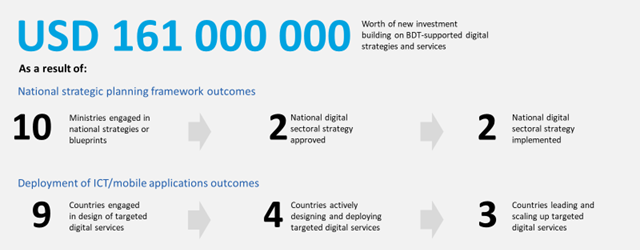 USD 161 000 000
Worth of new investment
building on BDT-supported digital
strategies and services
As a result of:
National strategic planning framework outcomes
10
Ministries engaged in
national strategies or
blueprints
2
National digital
sectoral strategy
approved
2
National digital
sectoral strategy
implemented
Deployment of ICT/mobile applications outcomes
9
Countries engaged
in design of targeted
digital services
4
Countries actively
designing and deploying
targeted digital services
3
Countries leading and
scaling up targeted
digital services